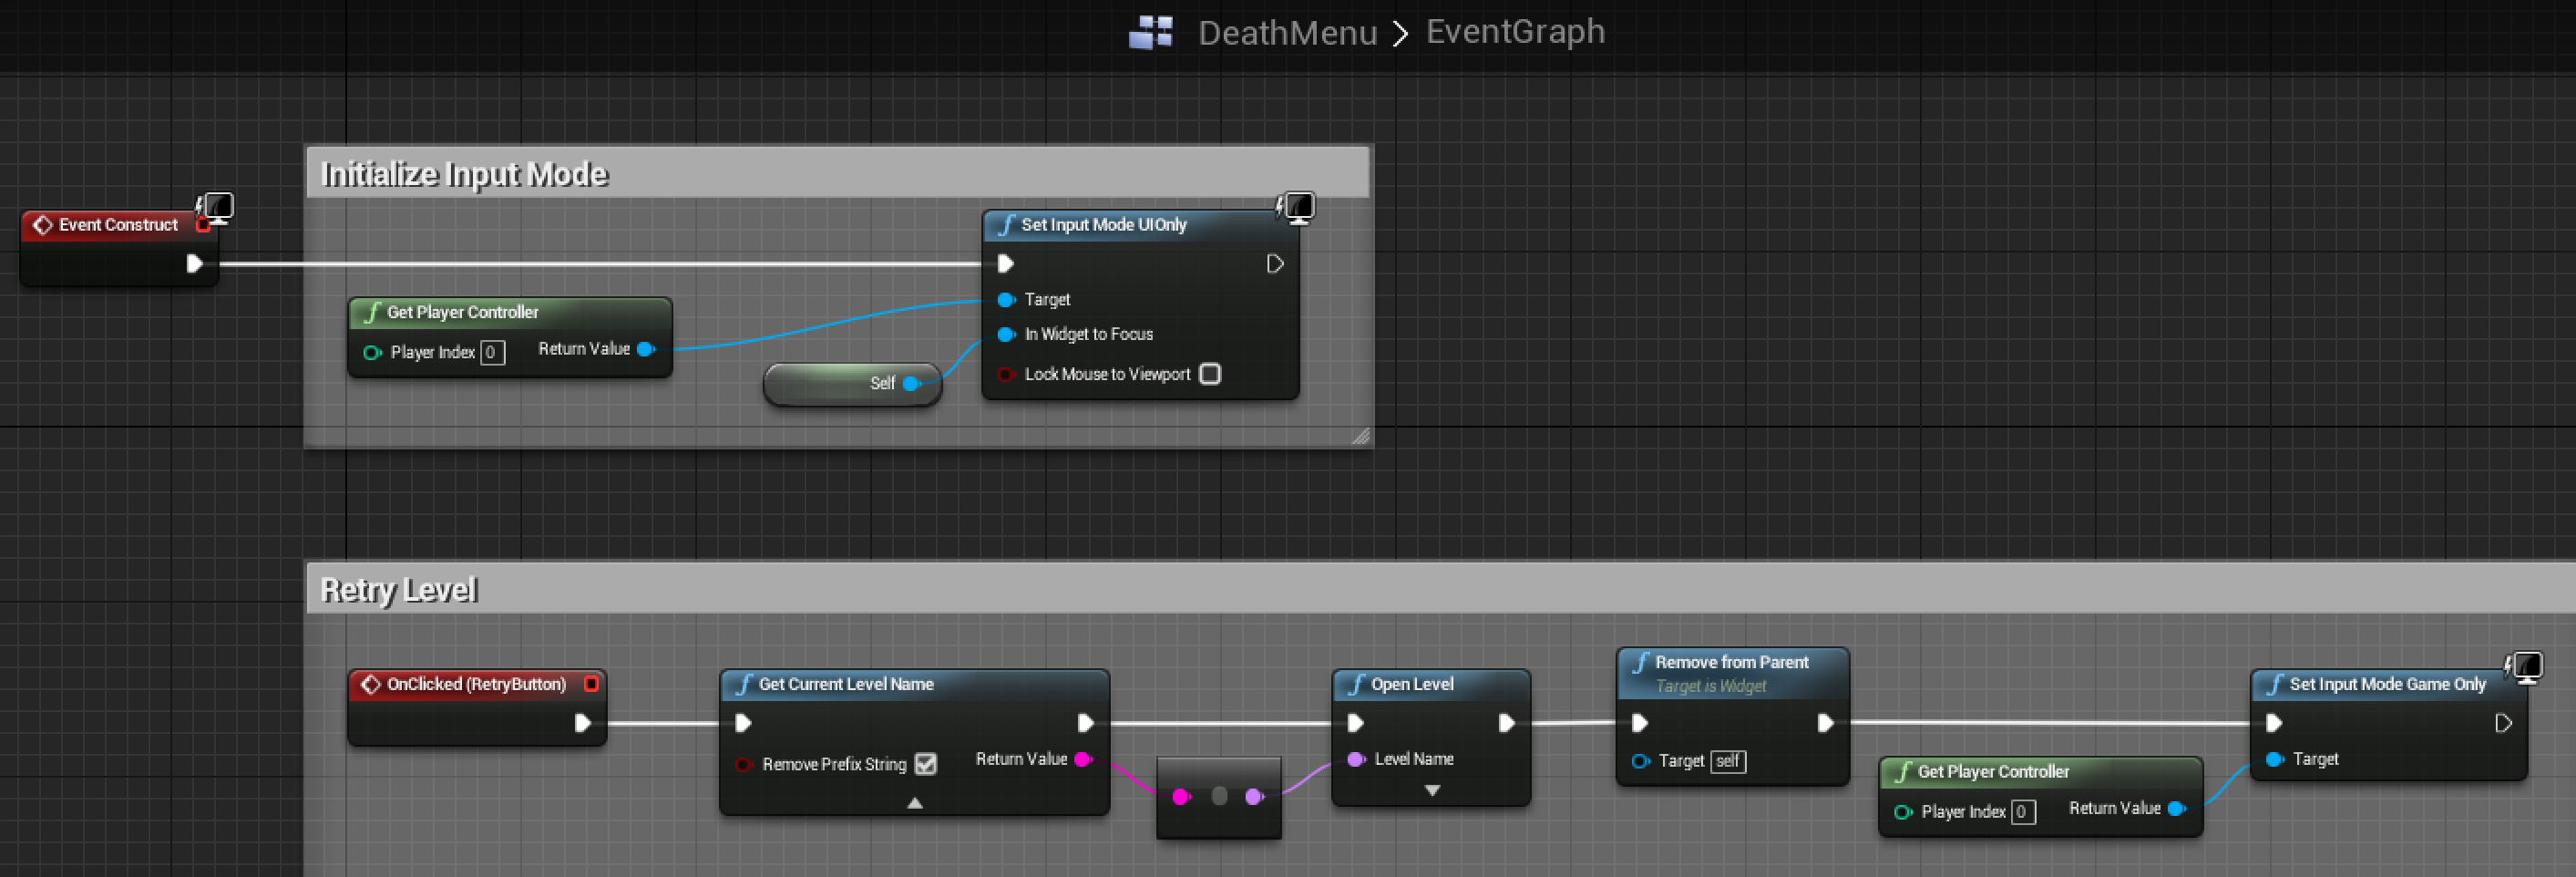 DeathMenu > EventGraph
Initialize Input Mode
Event Construct
Set Input Mode UIOnly
Target
In Widget to Focus
Lock Mouse to Viewport
Get Player Controller
Player Index 0 Return Value
Self
Retry Level
OnClicked (RetryButton)
Get Current Level Name
Remove Prefix String Return Value
Open Level
Level Name
Remove from Parent
Target is Widget
Target self
Get Player Controller
Player Index 0 Return Value
Set Input Mode Game Only
Target